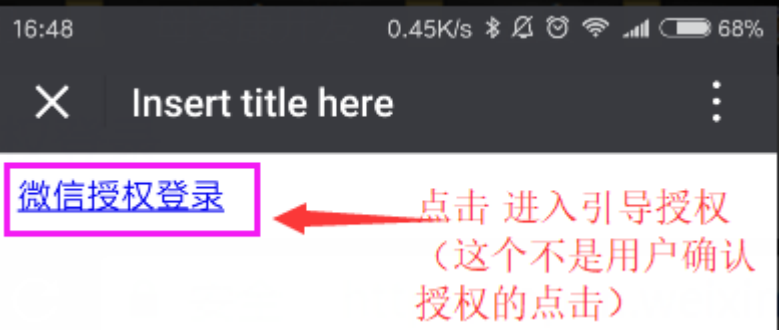 16:48 0.45K/s 68%
Insert title here
微信授权登录
点击 进入引导授权
（这个不是用户确认
授权的点击）